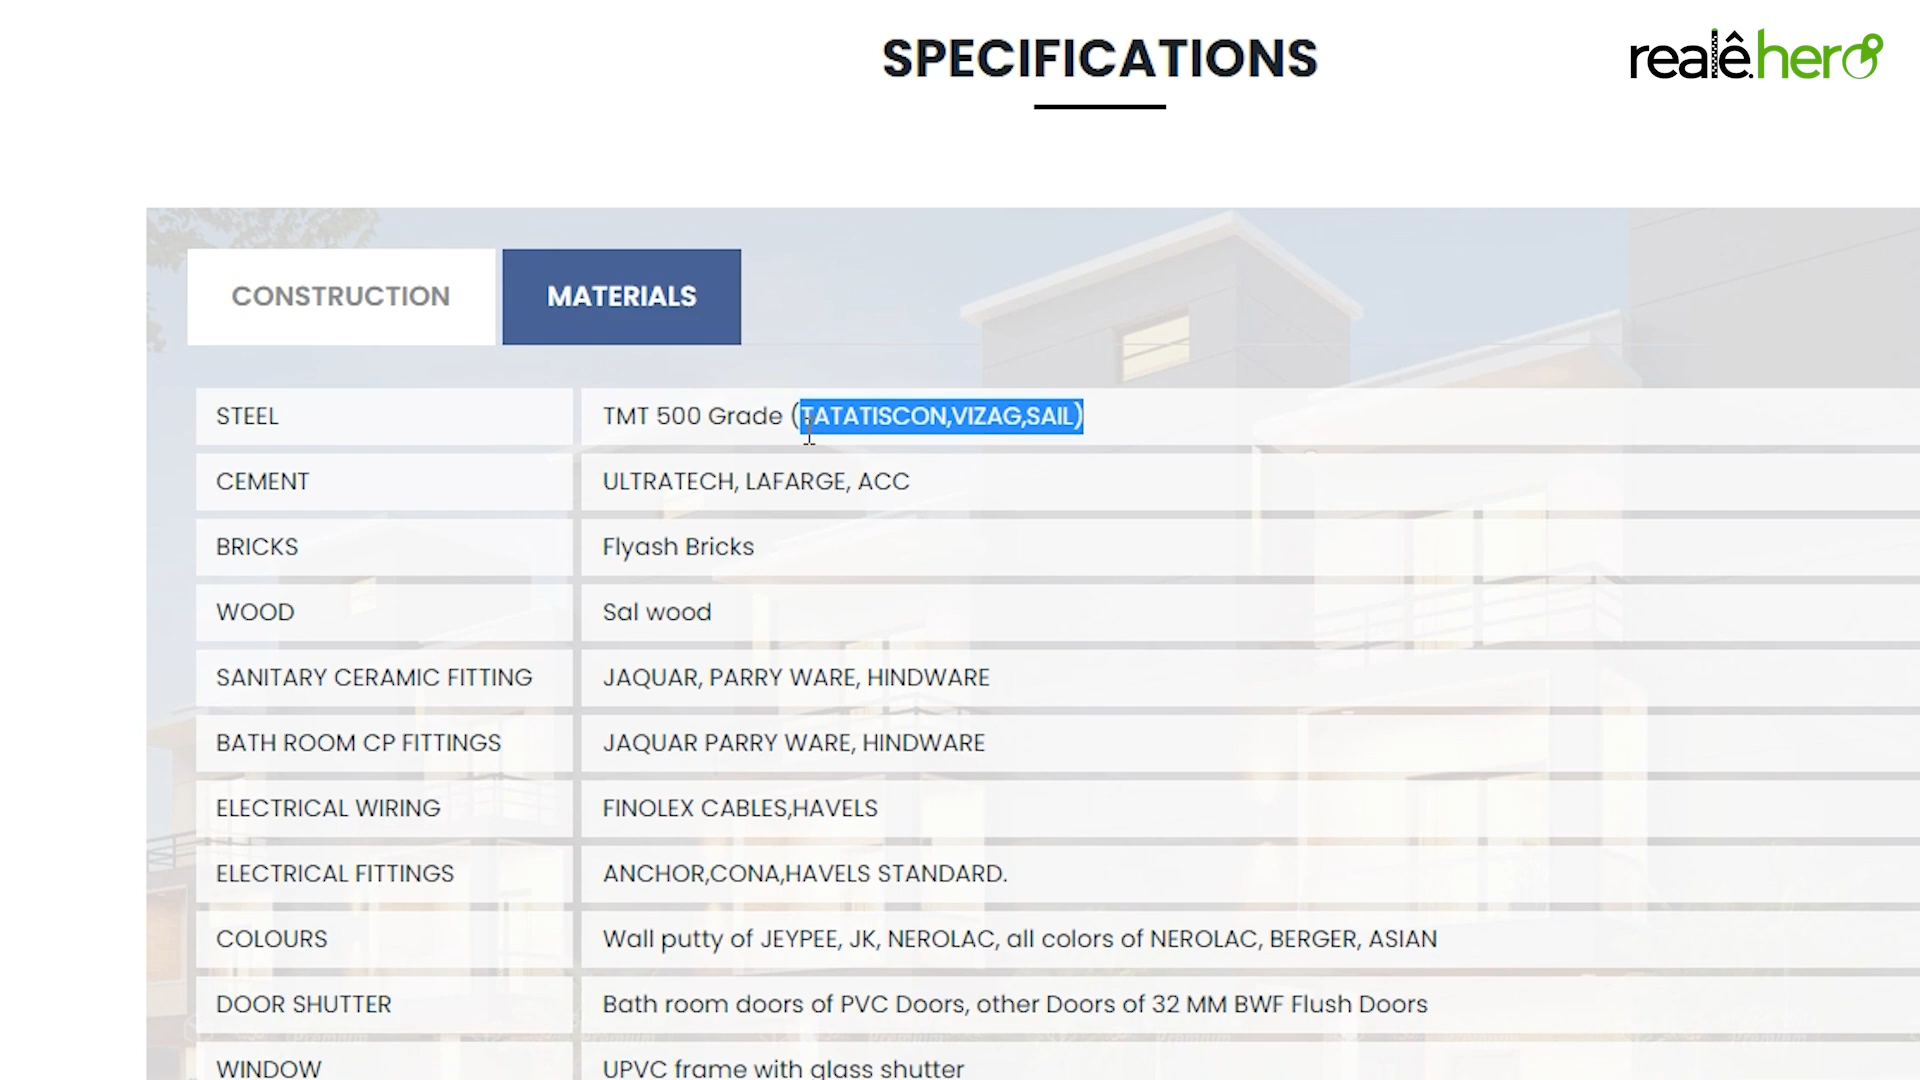 SPECIFICATIONS
realê.hero
CONSTRUCTION
MATERIALS
STEEL
TMT 500 Grade (TATATISCON,VIZAG,SAIL)
CEMENT
ULTRATECH, LAFARGE, ACC
BRICKS
Flyash Bricks
WOOD
Sal wood
SANITARY CERAMIC FITTING
JAQUAR, PARRY WARE, HINDWARE
BATH ROOM CP FITTINGS
JAQUAR PARRY WARE, HINDWARE
ELECTRICAL WIRING
FINOLEX CABLES,HAVELS
ELECTRICAL FITTINGS
ANCHOR,CONA,HAVELS STANDARD.
COLOURS
Wall putty of JEYPEE, JK, NEROLAC, all colors of NEROLAC, BERGER, ASIAN
DOOR SHUTTER
Bath room doors of PVC Doors, other Doors of 32 MM BWF Flush Doors
WINDOW
UPVC frame with glass shutter